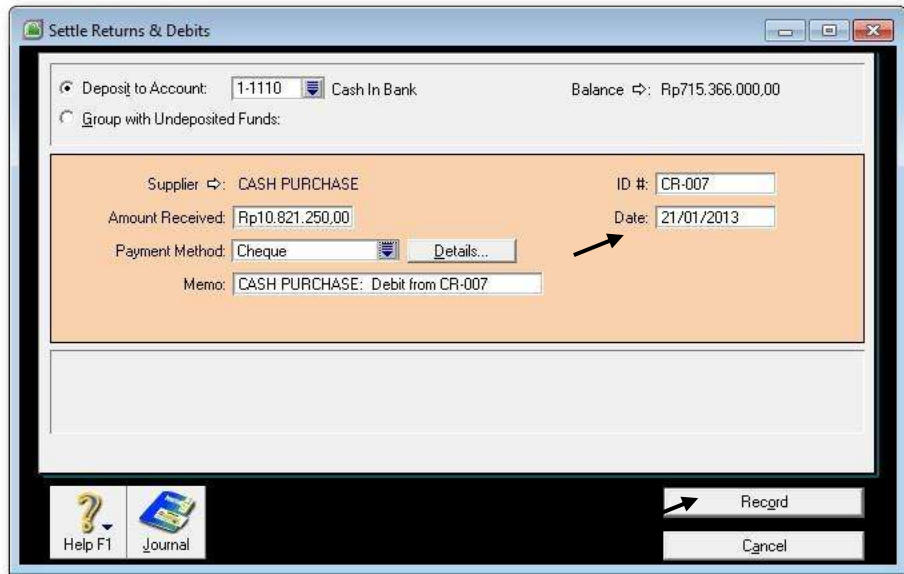 Settle Returns & Debits
Deposit to Account: 1-1110 Cash In Bank Balance ⇨: Rp715.366.000,00
Group with Undeposited Funds:
Supplier ⇨: CASH PURCHASE ID #: CR-007
Amount Received: Rp10.821.250,00 Date: 21/01/2013
Payment Method: Cheque Details...
Memo: CASH PURCHASE: Debit from CR-007
Record
Help F1 Journal Cancel